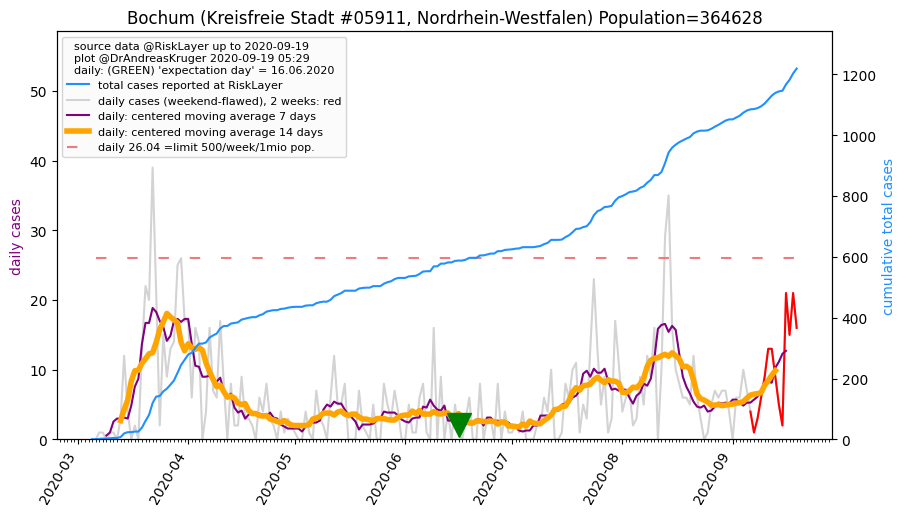 Bochum (Kreisfreie Stadt #05911, Nordrhein-Westfalen) Population=364628
source data @RiskLayer up to 2020-09-19
plot @DrAndreasKruger 2020-09-19 05:29
daily: (GREEN) 'expectation day' = 16.06.2020
total cases reported at RiskLayer
daily cases (weekend-flawed), 2 weeks: red
daily: centered moving average 7 days
daily: centered moving average 14 days
daily 26.04 =limit 500/week/1mio pop.
daily cases
50
40
30
20
10
0
1200
1000
800
600
400
200
0
cumulative total cases
2020-03
2020-04
2020-05
2020-06
2020-07
2020-08
2020-09